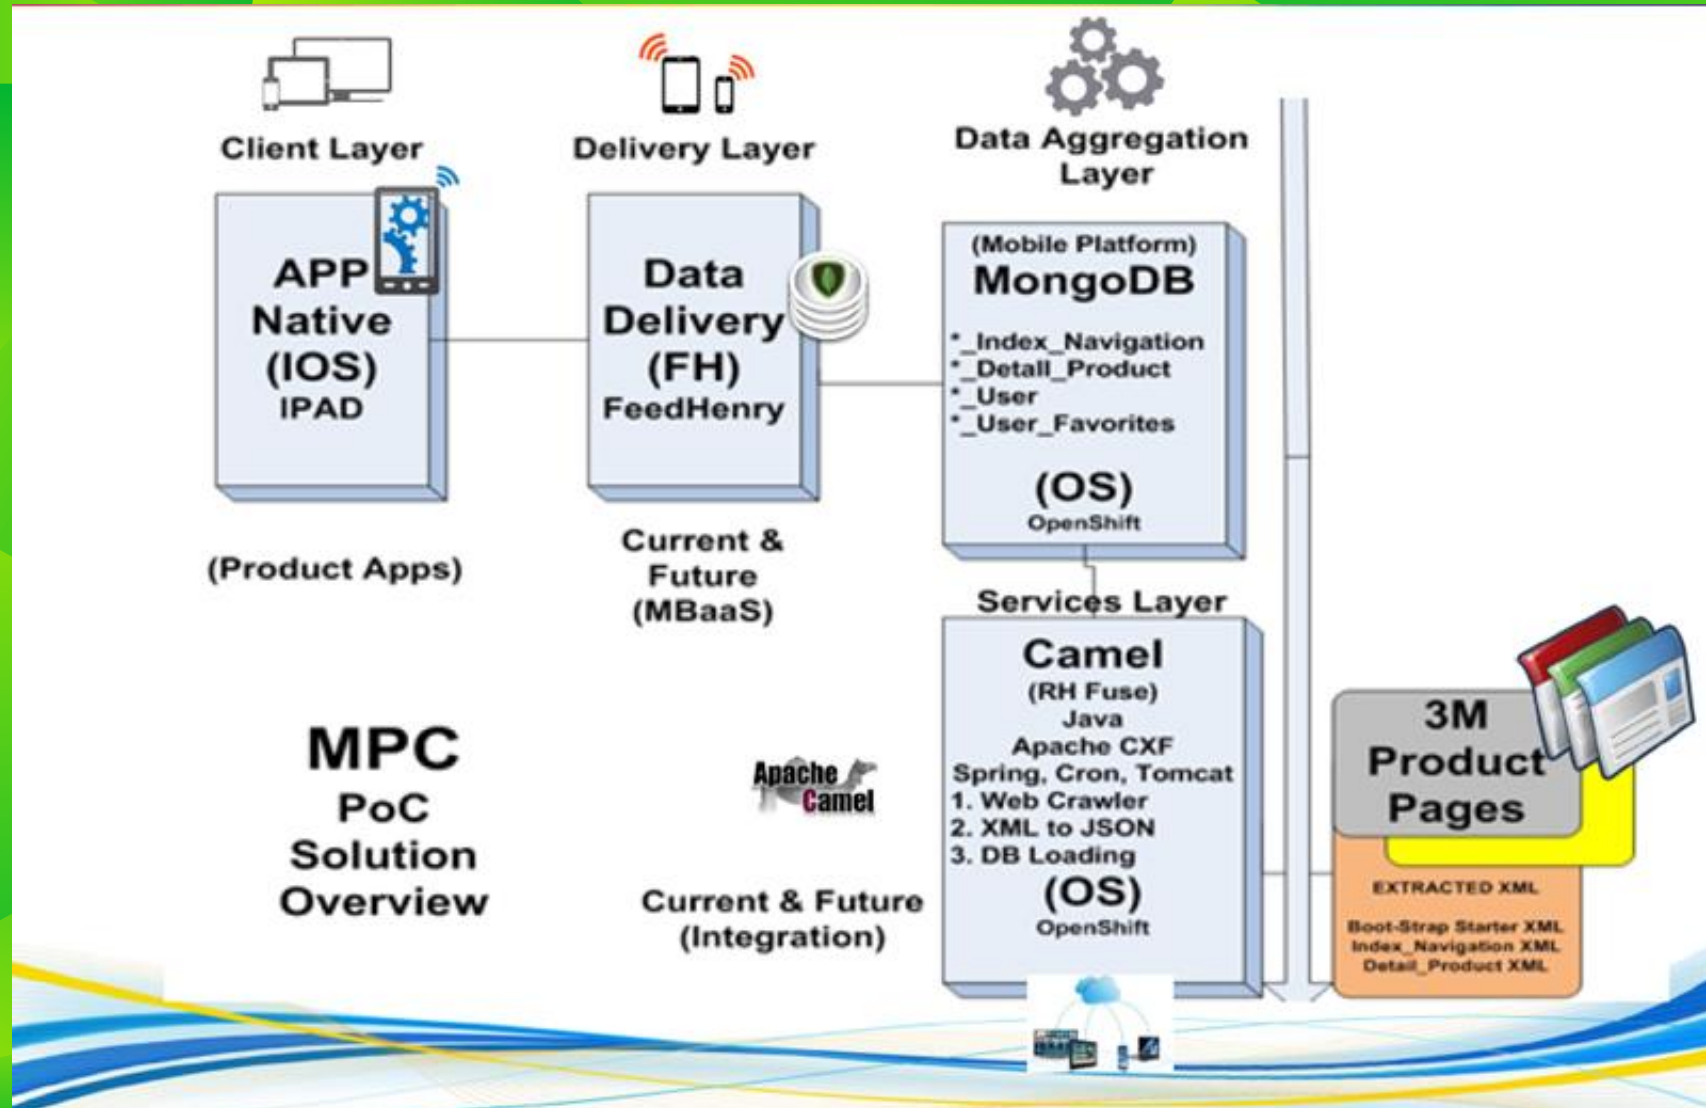 Client Layer
APP
Native
(IOS)
IPAD
(Product Apps)
Delivery Layer
Data
Delivery
(FH)
FeedHenry
Current &
Future
(MBaaS)
Data Aggregation
Layer
(Mobile Platform)
MongoDB
*_Index_Navigation
*_Detall_Product
*_User
*_User_Favorites
(OS)
OpenShift
Services Layer
Camel
(RH Fuse)
Java
Apache CXF
Spring, Cron, Tomcat
1. Web Crawler
2. XML to JSON
3. DB Loading
(OS)
OpenShift
3M
Product
Pages
EXTRACTED XML
Boot-Strap Starter XML
Index_Navigation XML
Detail_Product XML
MPC
PoC
Solution
Overview
Apache
Camel
Current & Future
(Integration)